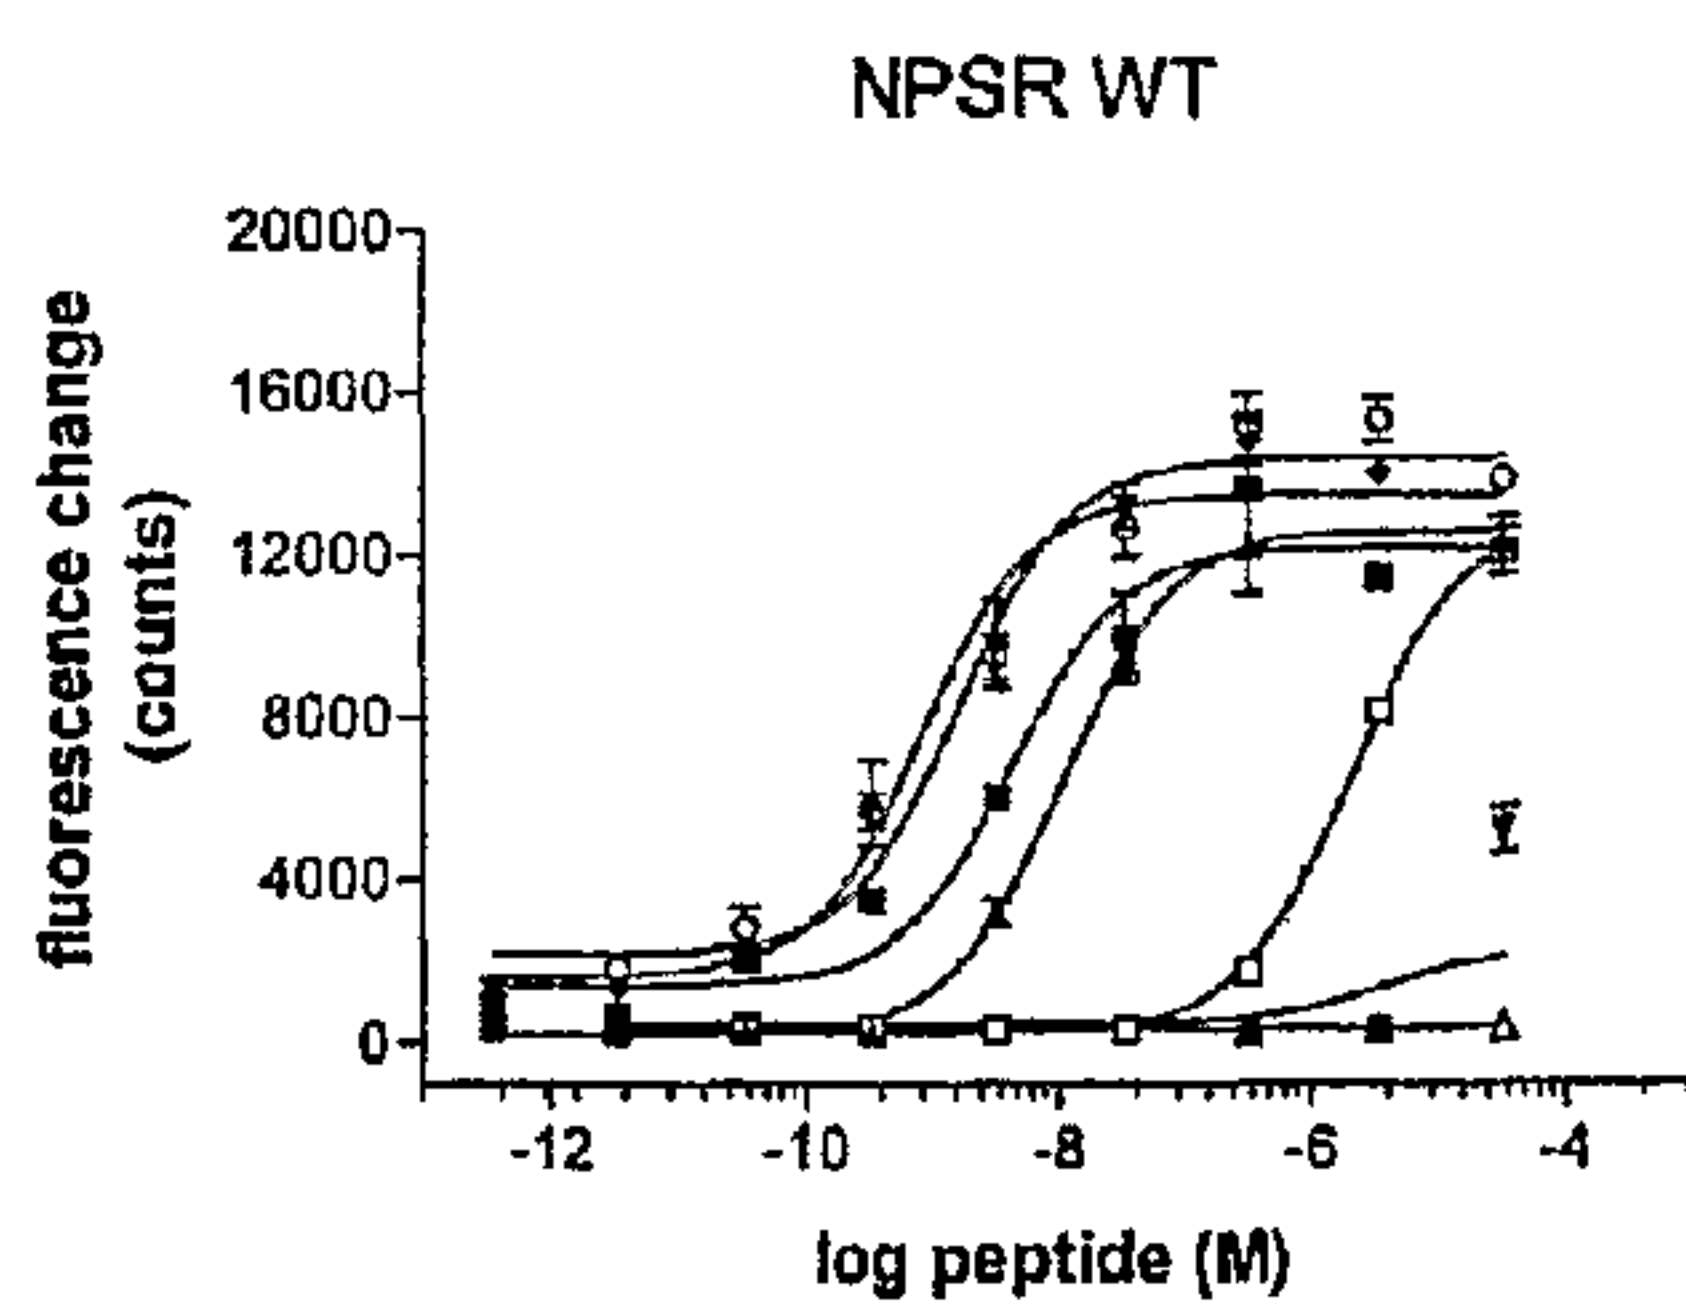 NPSR WT
20000
16000
12000
8000
4000
0
fluorescence change
(counts)
-12 -10 -8 -6 -4
log peptide (M)